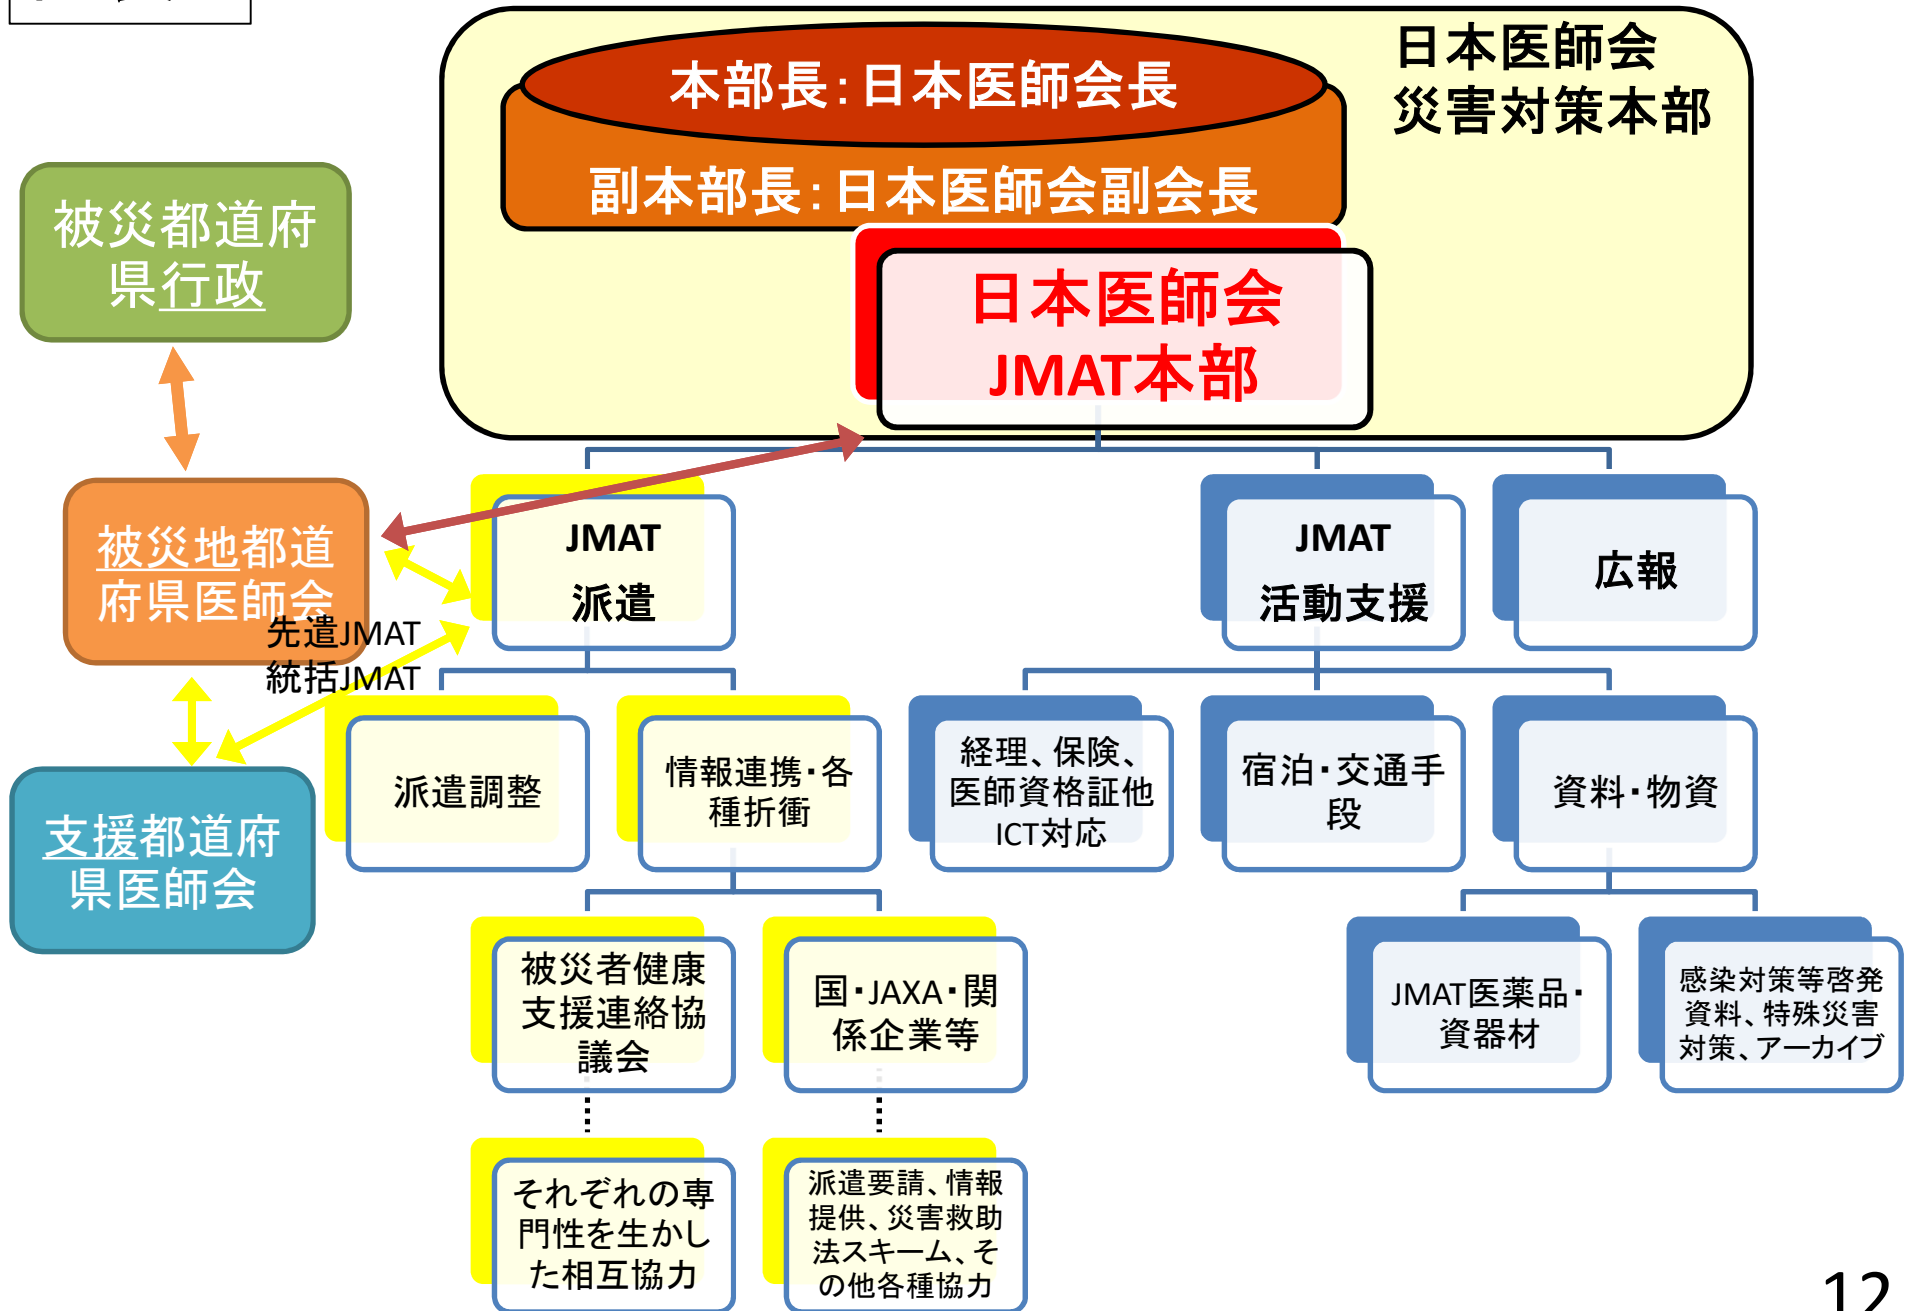 日本医師会
災害対策本部
本部長：日本医師会長
副本部長：日本医師会副会長
日本医師会
JMAT本部
被災都道府
県行政
被災地都道
府県医師会
先遣JMAT
統括JMAT
支援都道府
県医師会
JMAT
派遣
JMAT
活動支援
広報
派遣調整
情報連携・各
種折衝
経理、保険、
医師資格証他
ICT対応
宿泊・交通手
段
資料・物資
被災者健康
支援連絡協
議会
国・JAXA・関
係企業等
JMAT医薬品・
資器材
感染対策等啓発
資料、特殊災害
対策、アーカイブ
それぞれの専
門性を生かし
た相互協力
派遣要請、情報
提供、災害救助
法スキーム、そ
の他各種協力
12